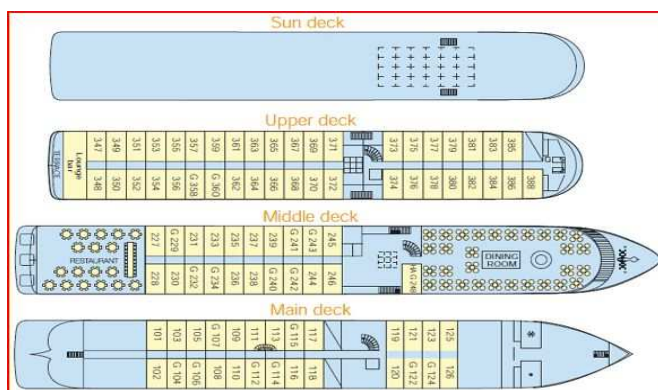 Sun deck
Upper deck
347 349 351 353 355 357 359 361 363 365 367 369 371 373 375 377 379 381 383 385
TERRACE
Lounge bar
348 350 352 354 356 G 358 G 360 362 364 366 368 370 372 374 376 378 380 382 384 386 388
Middle deck
227 G 229 231 233 235 237 239 G 241 G 243 245
RESTAURANT
DINING ROOM
228 230 G 232 G 234 236 238 G 240 G 242 244 246 HA G 248
Main deck
101 103 105 G 107 109 111 113 G 115 117 119 121 123 125
102 G 104 G 106 108 110 G 112 G 114 116 118 120 G 122 G 124 126